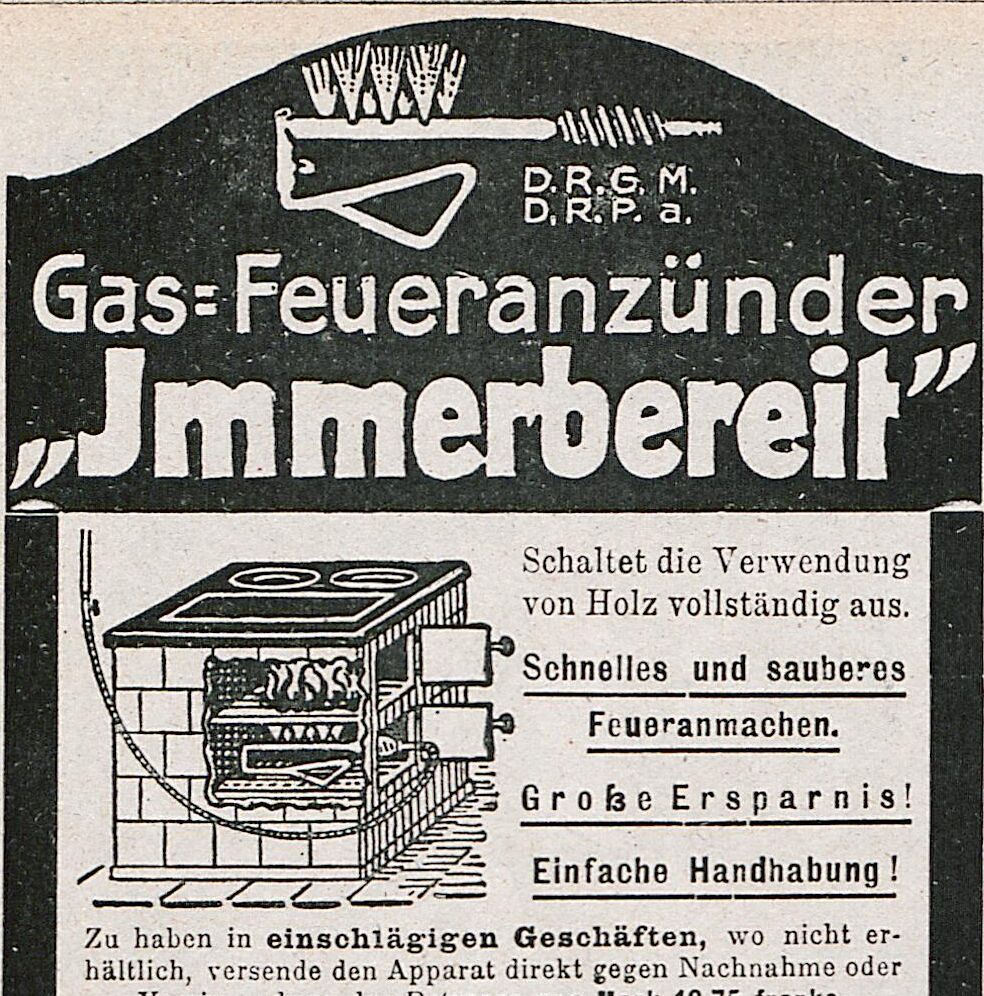 D. R. G. M.
D. R. P. a.
Gas=Feueranzünder
„Jmmerbereit”
Schaltet die Verwendung
von Holz vollständig aus.
Schnelles und sauberes
Feueranmachen.
Große Ersparnis!
Einfache Handhabung!
Zu haben in einschlägigen Geschäften, wo nicht er-
hältlich, versende den Apparat direkt gegen Nachnahme oder